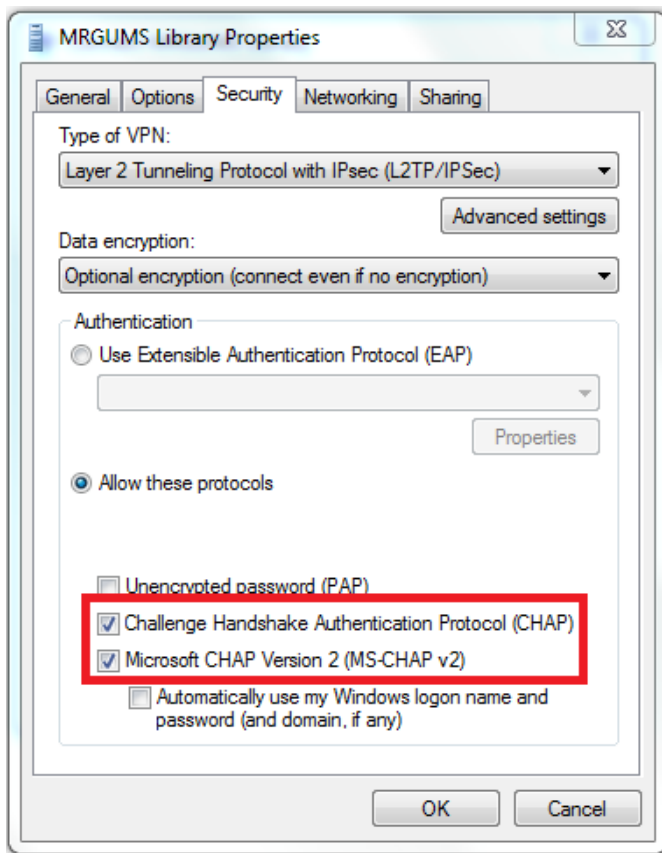 MRGUMS Library Properties
General Options Security Networking Sharing
Type of VPN:
Layer 2 Tunneling Protocol with IPsec (L2TP/IPSec)
Advanced settings
Data encryption:
Optional encryption (connect even if no encryption)
Authentication
Use Extensible Authentication Protocol (EAP)
Properties
Allow these protocols
Unencrypted password (PAP)
Challenge Handshake Authentication Protocol (CHAP)
Microsoft CHAP Version 2 (MS-CHAP v2)
Automatically use my Windows logon name and
password (and domain, if any)
OK Cancel